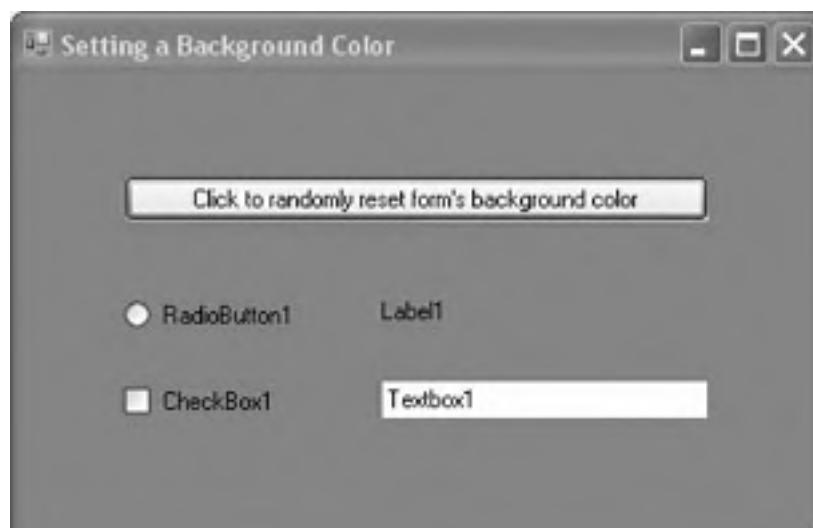 Setting a Background Color
Click to randomly reset form's background color
RadioButton1
Label1
CheckBox1
Textbox1